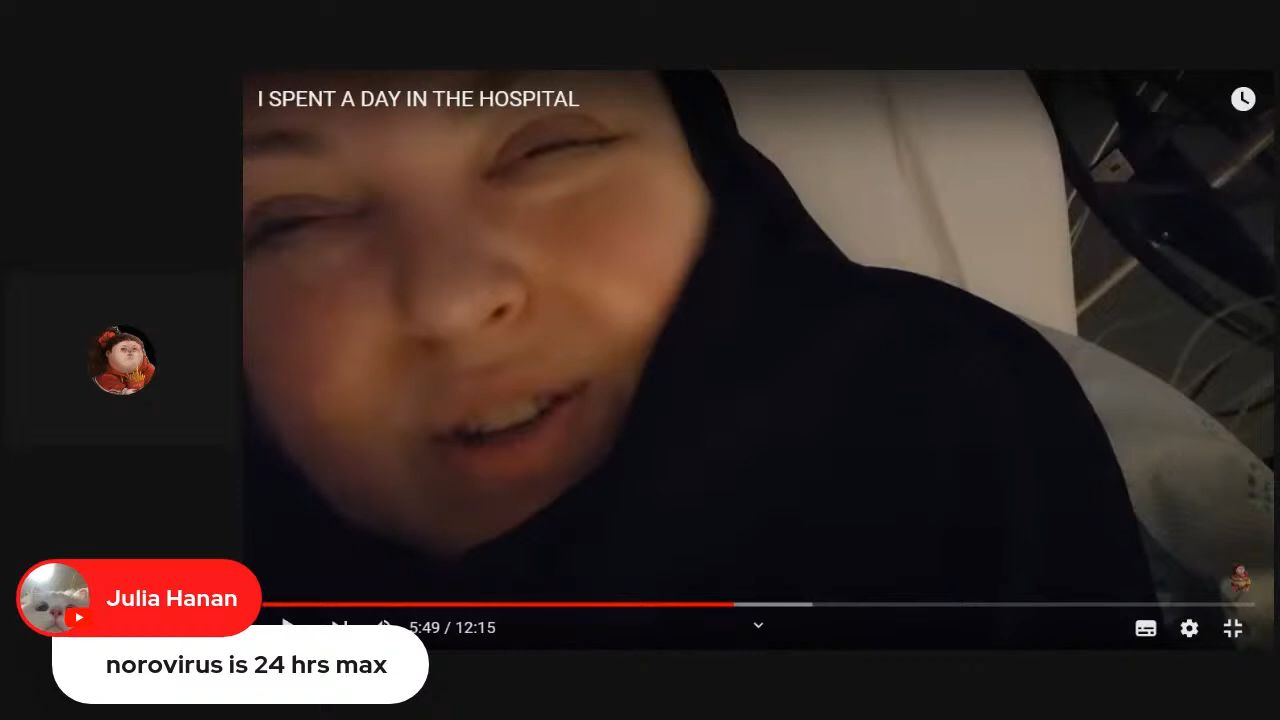 I SPENT A DAY IN THE HOSPITAL
Julia Hanan
5:49 / 12:15
norovirus is 24 hrs max